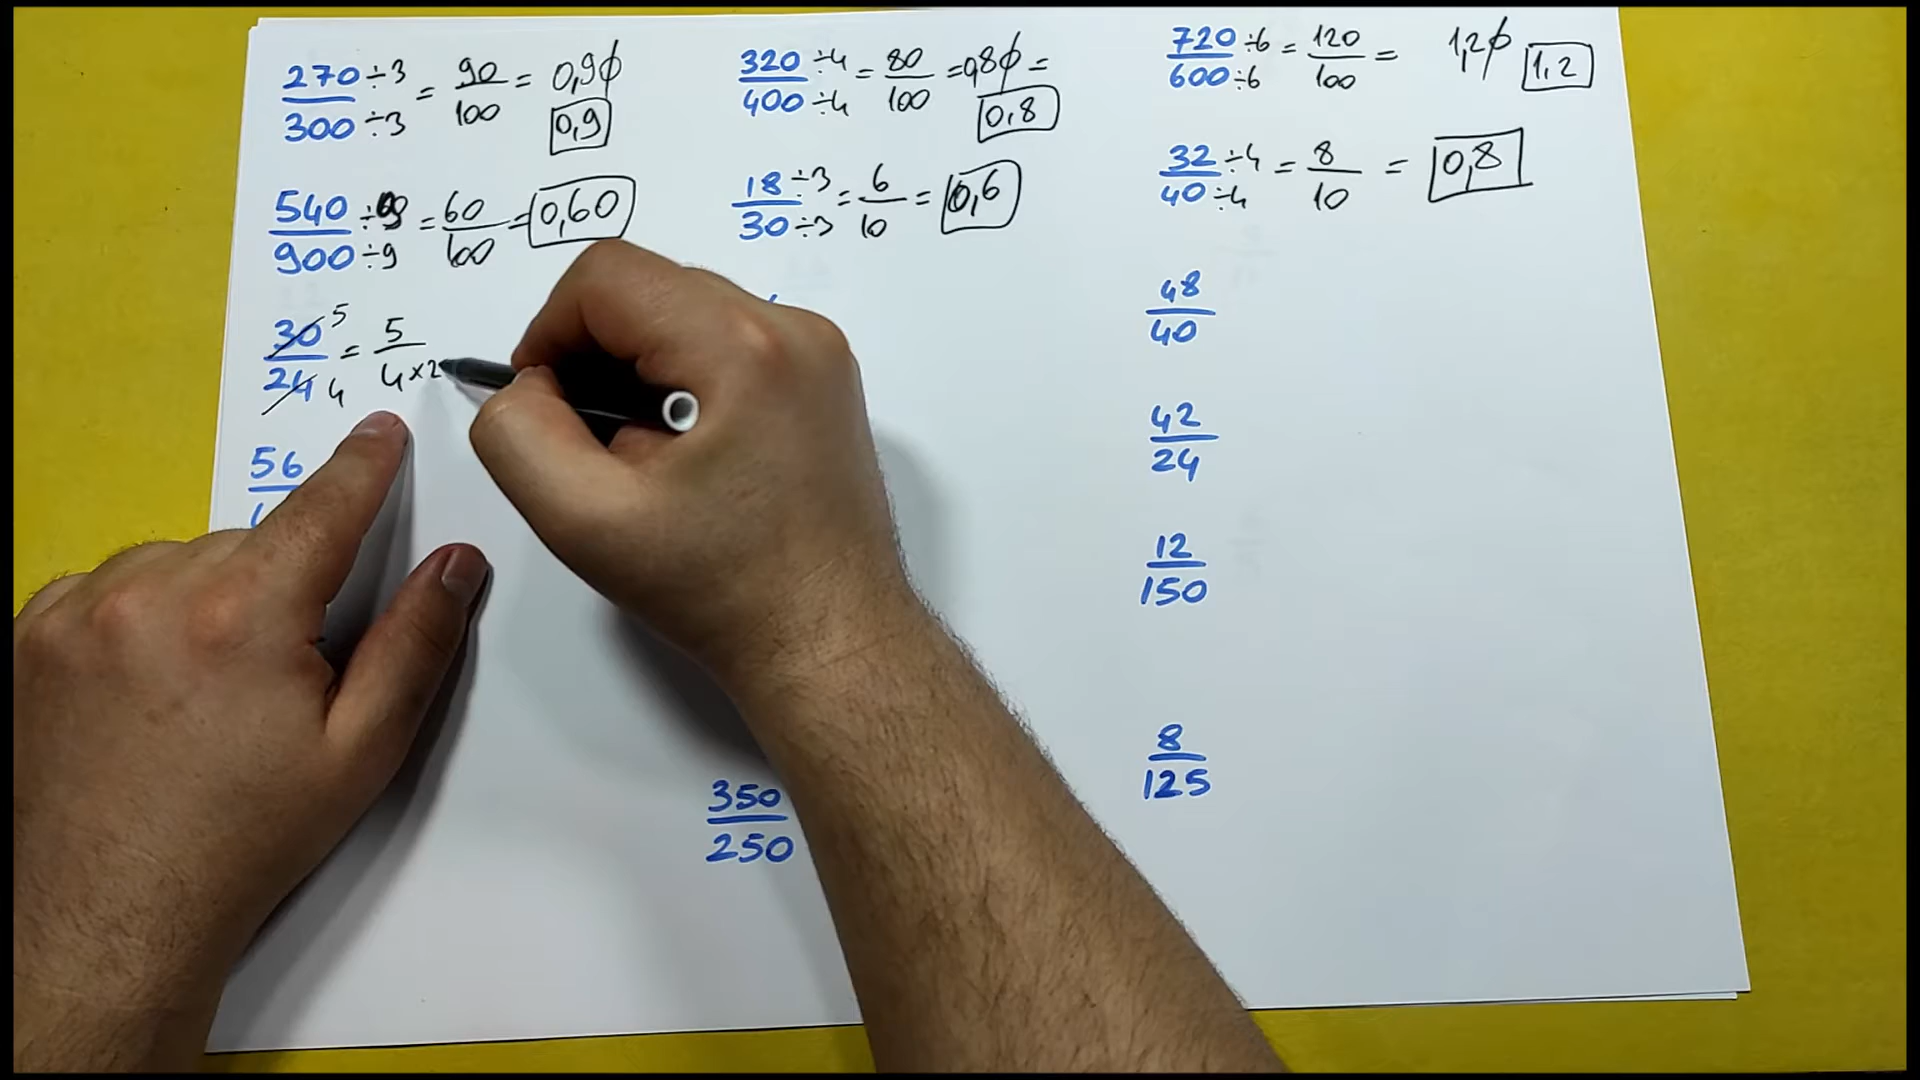 270 ÷3 / 300 ÷3 = 90/100 = 0,90
0,9
320 ÷4 / 400 ÷4 = 80/100 = 0,80 =
0,8
720 ÷6 / 600 ÷6 = 120/100 = 1,20 1,2
540 ÷9 / 900 ÷9 = 60/100 = 0,60
18 ÷3 / 30 ÷3 = 6/10 = 0,6
32 ÷4 / 40 ÷4 = 8/10 = 0,8
30 5 / 24 4 = 5 / 4 x2
48/40
56
42/24
12/150
350/250
8/125